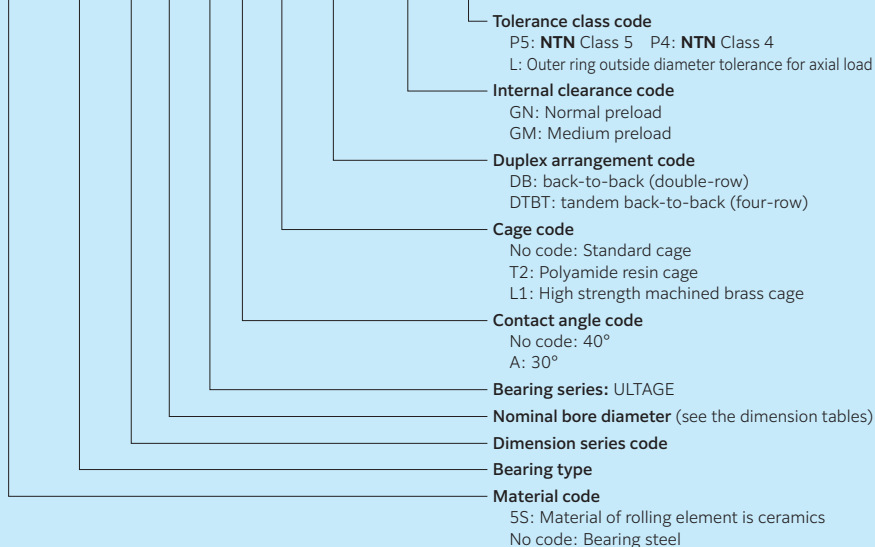 Tolerance class code
P5: NTN Class 5 P4: NTN Class 4
L: Outer ring outside diameter tolerance for axial load
Internal clearance code
GN: Normal preload
GM: Medium preload
Duplex arrangement code
DB: back-to-back (double-row)
DTBT: tandem back-to-back (four-row)
Cage code
No code: Standard cage
T2: Polyamide resin cage
L1: High strength machined brass cage
Contact angle code
No code: 40°
A: 30°
Bearing series: ULTAGE
Nominal bore diameter (see the dimension tables)
Dimension series code
Bearing type
Material code
5S: Material of rolling element is ceramics
No code: Bearing steel